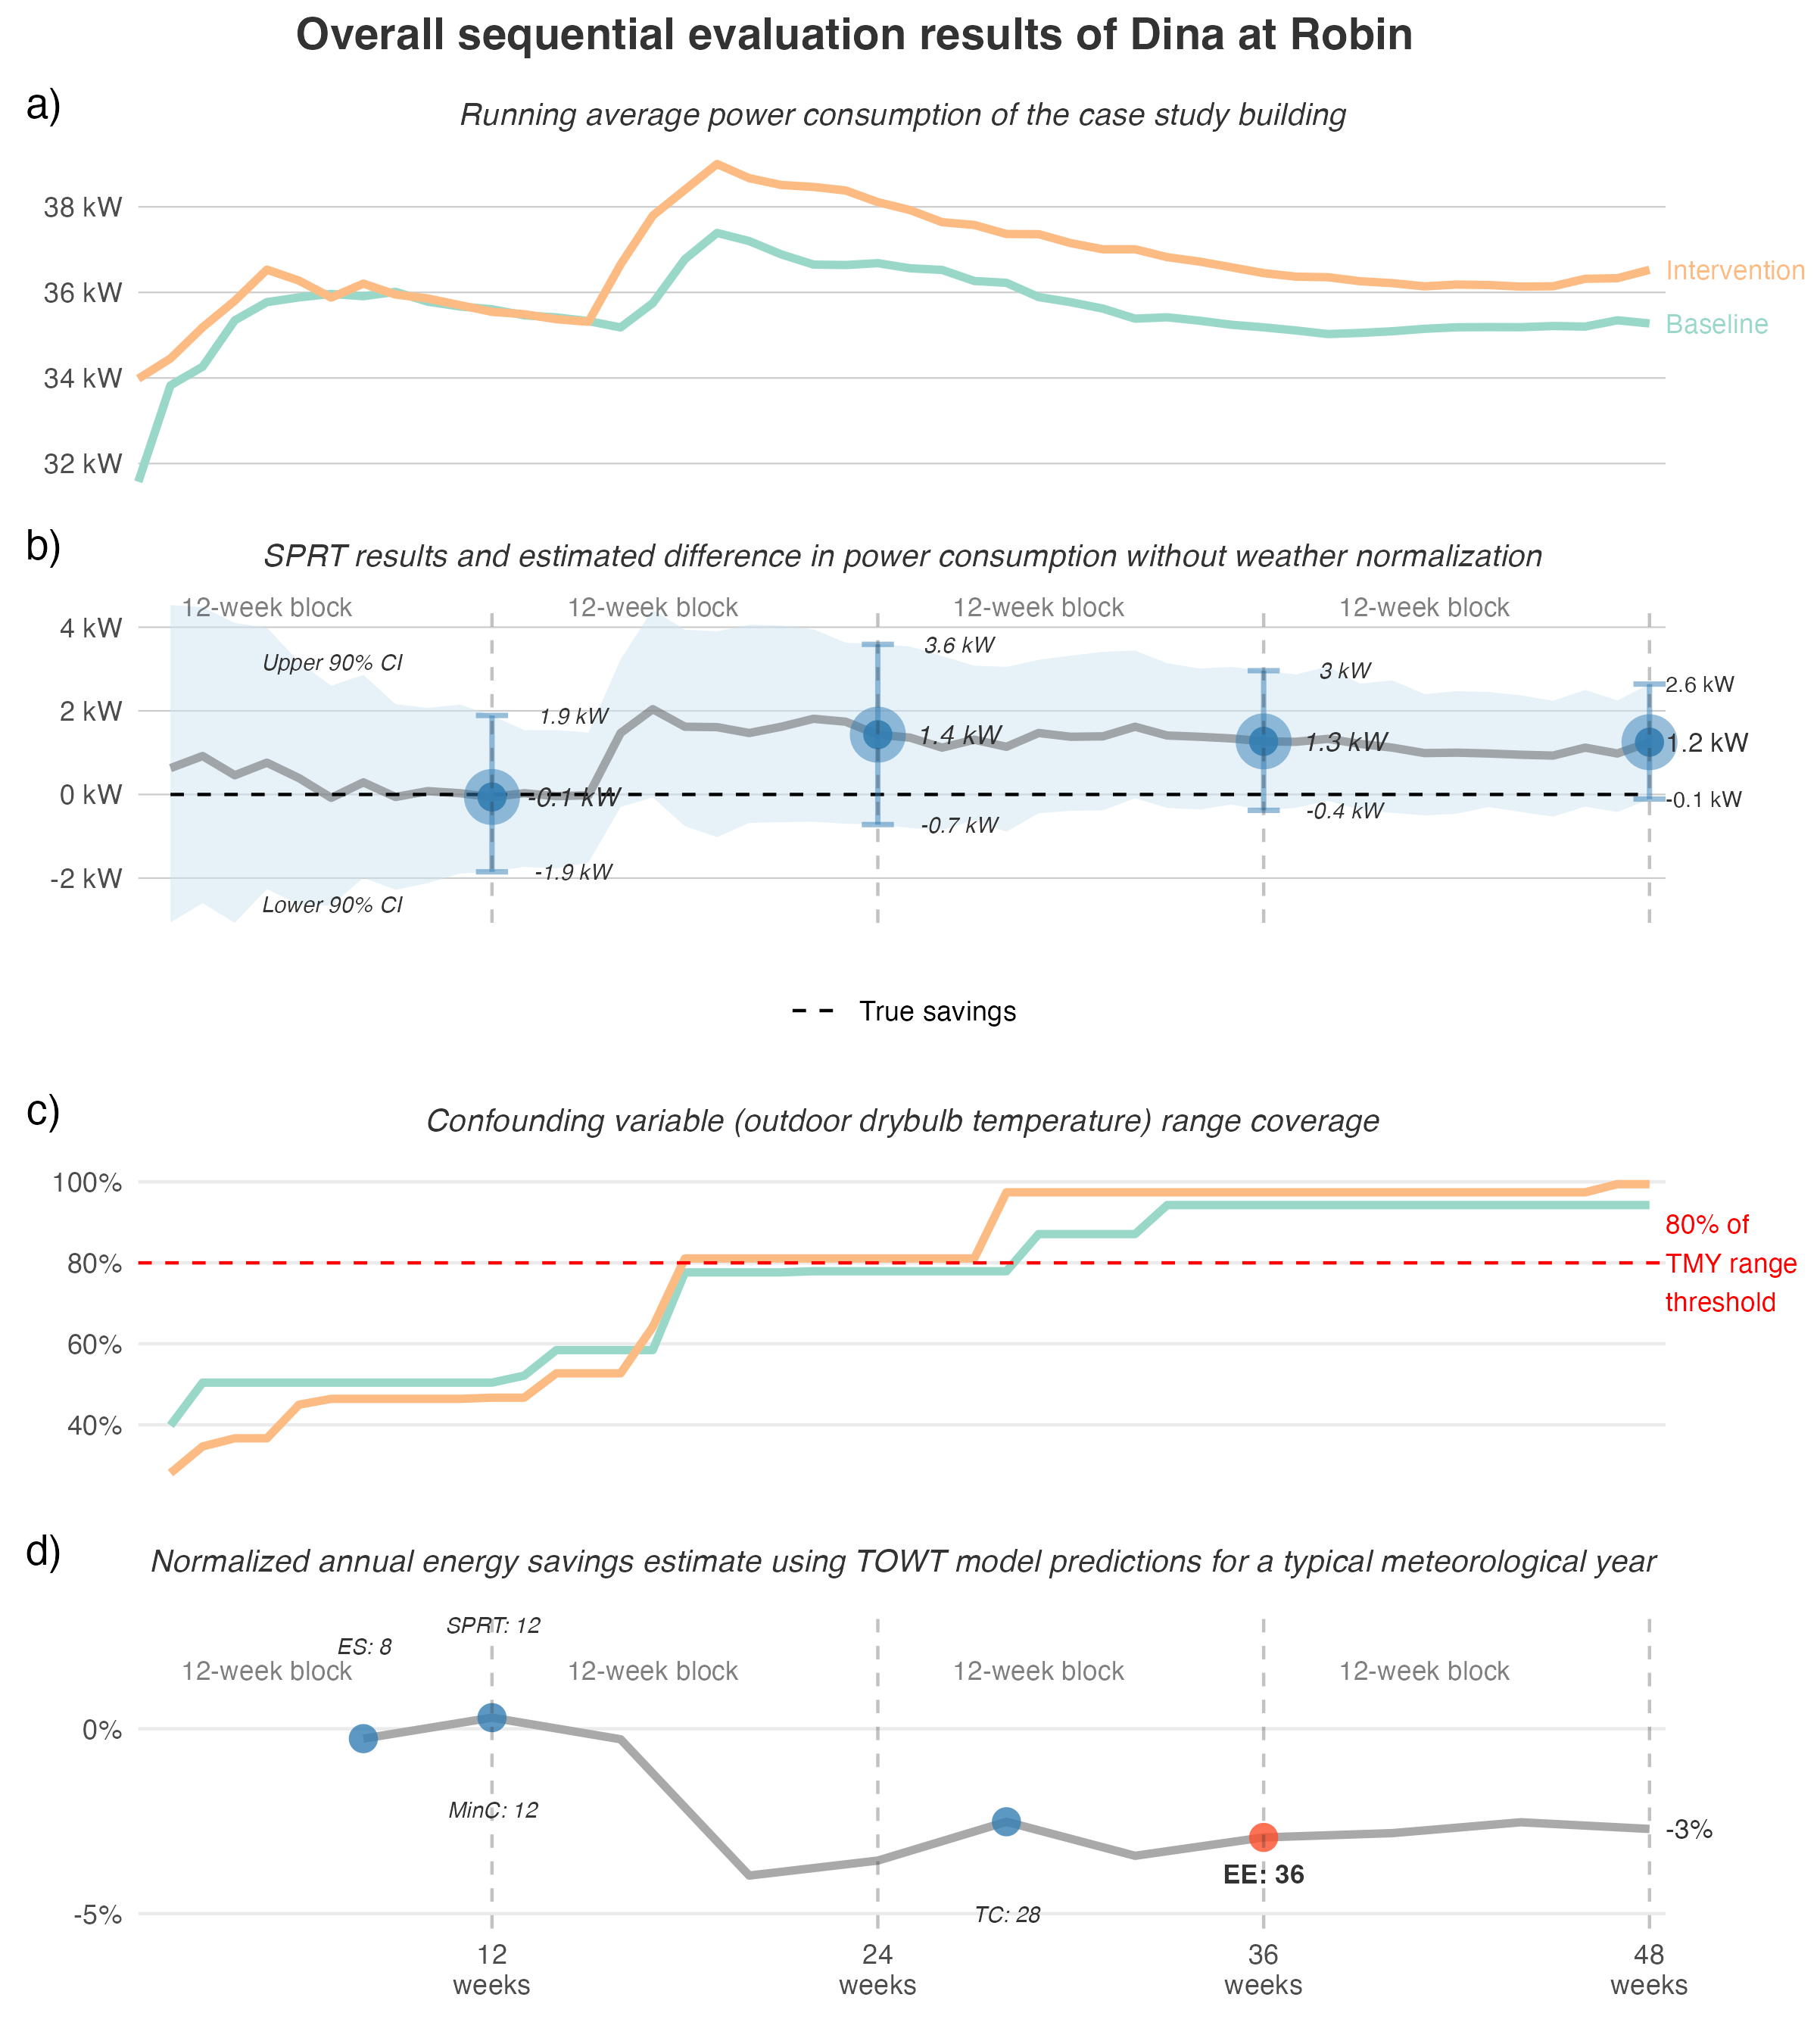 Overall sequential evaluation results of Dina at Robin
a)
Running average power consumption of the case study building
38 kW
36 kW
34 kW
32 kW
Intervention
Baseline
b)
SPRT results and estimated difference in power consumption without weather normalization
12-week block
12-week block
12-week block
12-week block
4 kW
2 kW
0 kW
-2 kW
Upper 90% CI
Lower 90% CI
1.9 kW
-0.1 kW
-1.9 kW
3.6 kW
1.4 kW
-0.7 kW
3 kW
1.3 kW
-0.4 kW
2.6 kW
1.2 kW
-0.1 kW
True savings
c)
Confounding variable (outdoor drybulb temperature) range coverage
100%
80%
60%
40%
80% of
TMY range
threshold
d)
Normalized annual energy savings estimate using TOWT model predictions for a typical meteorological year
SPRT: 12
ES: 8
12-week block
12-week block
12-week block
12-week block
0%
-5%
MinC: 12
TC: 28
EE: 36
-3%
12
weeks
24
weeks
36
weeks
48
weeks